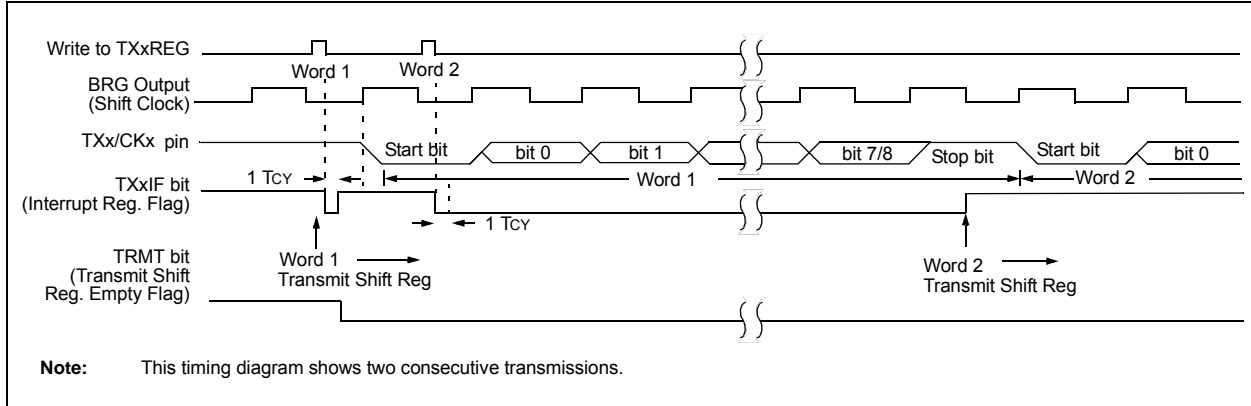 Write to TXxREG
Word 1
Word 2
BRG Output
(Shift Clock)
TXx/CKx pin
Start bit
bit 0
bit 1
bit 7/8
Stop bit
Start bit
bit 0
1 TCY
Word 1
Word 2
TXxIF bit
(Interrupt Reg. Flag)
1 TCY
TRMT bit
(Transmit Shift
Reg. Empty Flag)
Word 1
Transmit Shift Reg
Word 2
Transmit Shift Reg
Note: This timing diagram shows two consecutive transmissions.